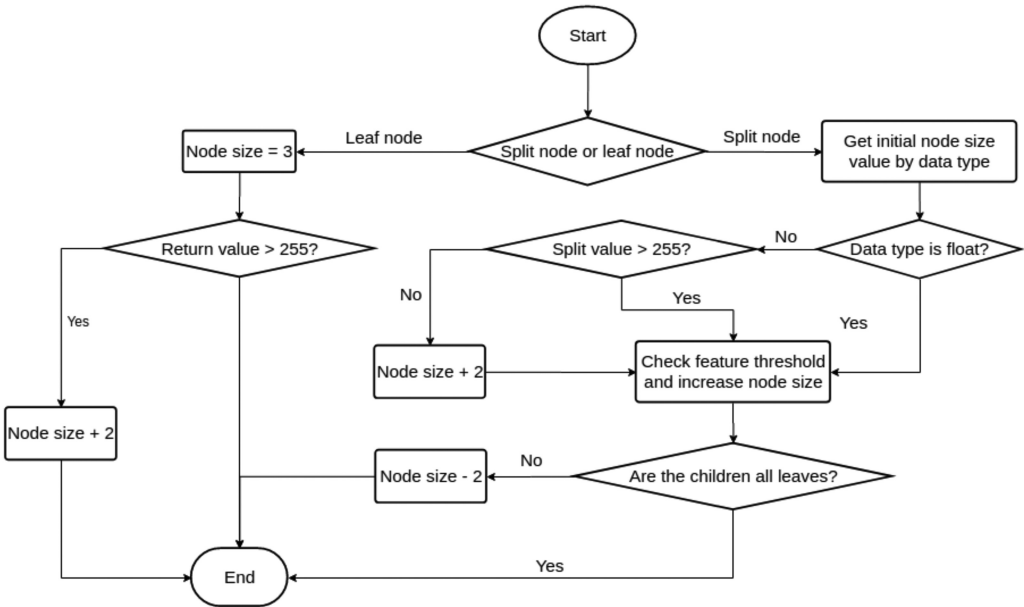 Start
Leaf node
Split node
Node size = 3
Split node or leaf node
Get initial node size
value by data type
Return value > 255?
Split value > 255?
No
Data type is float?
No
Yes
Yes
Yes
Node size + 2
Check feature threshold
and increase node size
Node size + 2
Node size - 2
No
Are the children all leaves?
End
Yes